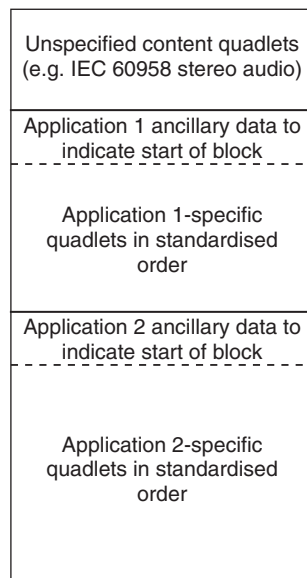 Unspecified content quadlets
(e.g. IEC 60958 stereo audio)
Application 1 ancillary data to
indicate start of block
Application 1-specific
quadlets in standardised
order
Application 2 ancillary data to
indicate start of block
Application 2-specific
quadlets in standardised
order